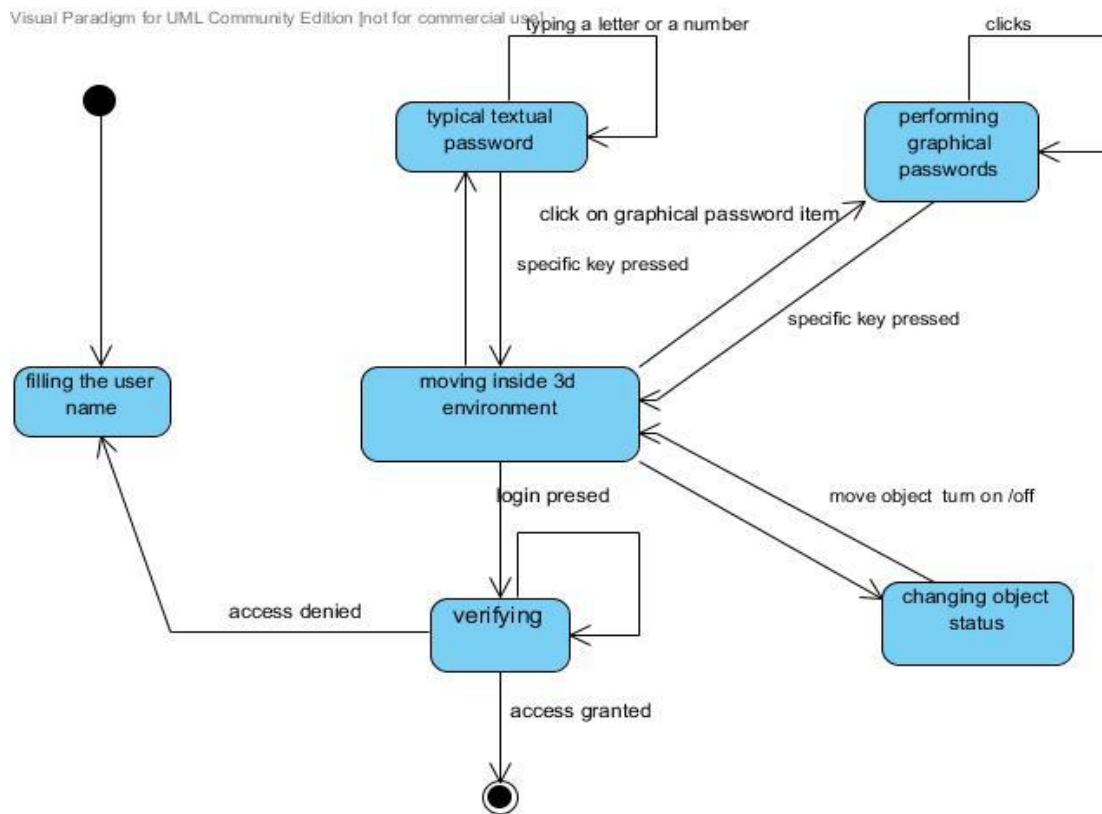 Visual Paradigm for UML Community Edition [not for commercial use]
typing a letter or a number
clicks
typical textual
password
performing
graphical
passwords
click on graphical password item
specific key pressed
specific key pressed
filling the user
name
moving inside 3d
environment
login presed
move object turn on /off
access denied
verifying
changing object
status
access granted